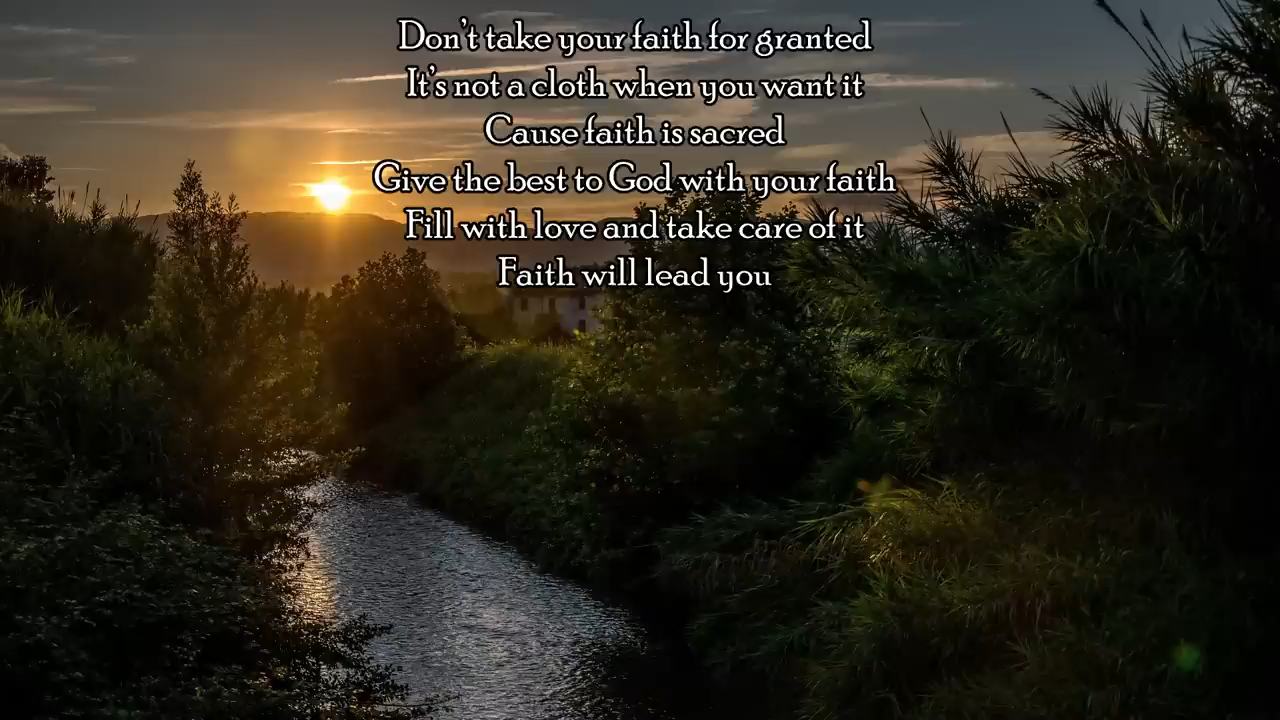 Don't take your faith for granted
It's not a cloth when you want it
Cause faith is sacred
Give the best to God with your faith
Fill with love and take care of it
Faith will lead you